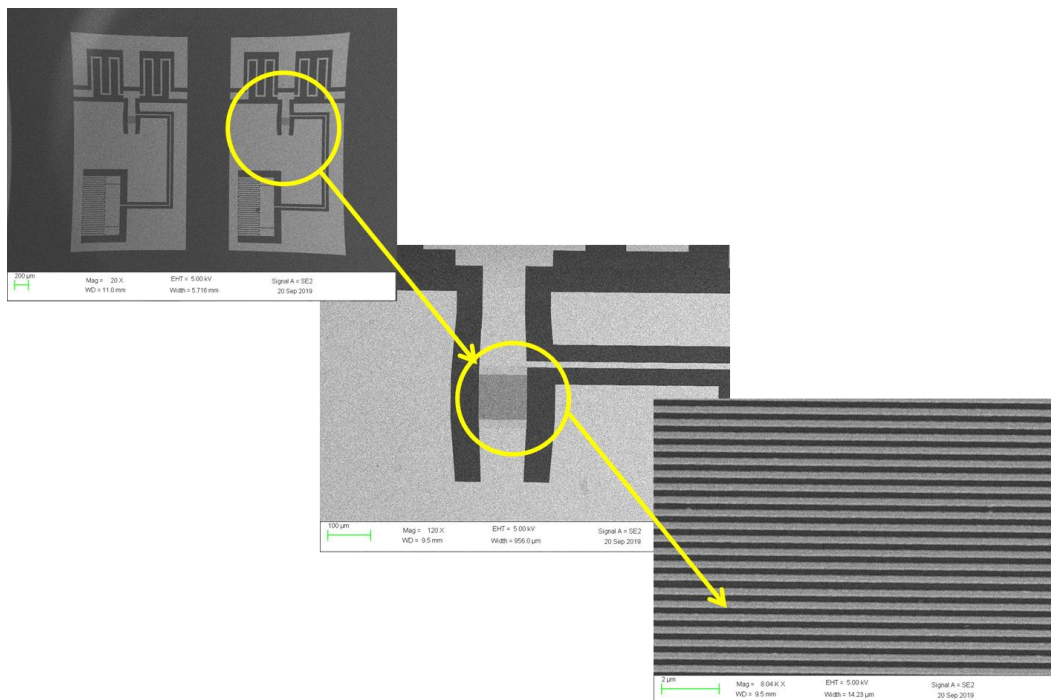 200 µm
Mag = 20 X
EHT = 5.00 kV
Signal A = SE2
WD = 11.0 mm
Width = 5.716 mm
20 Sep 2019
100 µm
Mag = 120 X
EHT = 5.00 kV
Signal A = SE2
WD = 9.5 mm
Width = 956.0 µm
20 Sep 2019
2 µm
Mag = 8.04 K X
EHT = 5.00 kV
Signal A = SE2
WD = 9.5 mm
Width = 14.23 µm
20 Sep 2019